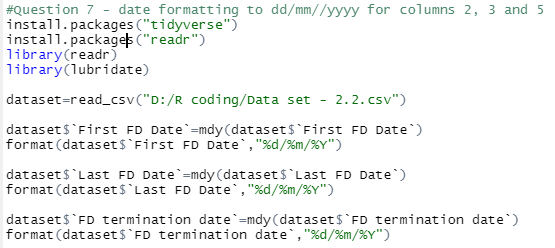 #Question 7 - date formatting to dd/mm//yyyy for columns 2, 3 and 5
install.packages("tidyverse")
install.packages("readr")
library(readr)
library(lubridate)
dataset=read_csv("D:/R coding/Data set - 2.2.csv")
dataset$`First FD Date`=mdy(dataset$`First FD Date`)
format(dataset$`First FD Date`,"%d/%m/%Y")
dataset$`Last FD Date`=mdy(dataset$`Last FD Date`)
format(dataset$`Last FD Date`,"%d/%m/%Y")
dataset$`FD termination date`=mdy(dataset$`FD termination date`)
format(dataset$`FD termination date`,"%d/%m/%Y")